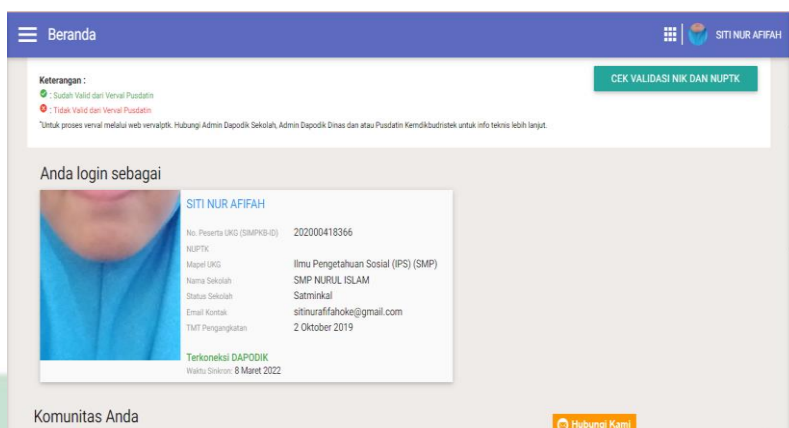 Beranda
SITI NUR AFIFAH
Keterangan :
: Sudah Valid dari Verval Pusdatin
: Tidak Valid dari Verval Pusdatin
*Untuk proses verval melalui web vervalptk. Hubungi Admin Dapodik Sekolah, Admin Dapodik Dinas dan atau Pusdatin Kemdikbudristek untuk info teknis lebih lanjut.
CEK VALIDASI NIK DAN NUPTK
Anda login sebagai
SITI NUR AFIFAH
No. Peserta UKG (SIMPKB-ID) 202000418366
NUPTK
Mapel UKG Ilmu Pengetahuan Sosial (IPS) (SMP)
Nama Sekolah SMP NURUL ISLAM
Status Sekolah Satminkal
Email Kontak sitinurafifahoke@gmail.com
TMT Pengangkatan 2 Oktober 2019
Terkoneksi DAPODIK
Waktu Sinkron: 8 Maret 2022
Komunitas Anda
Hubungi Kami